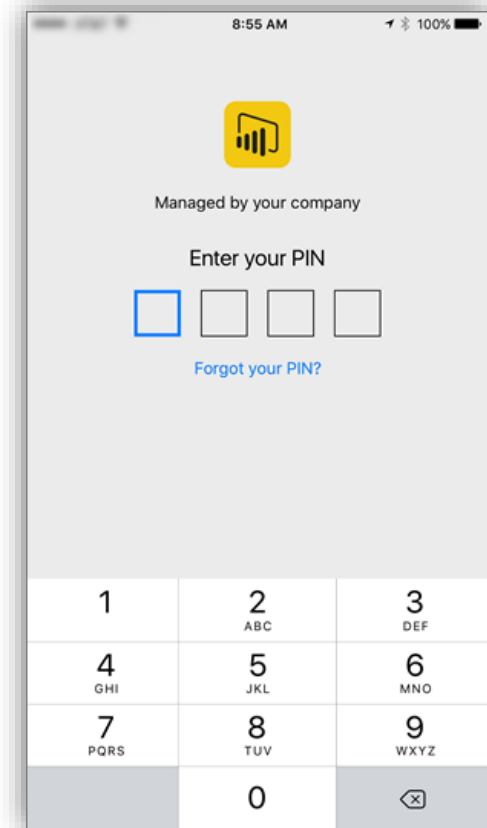 8:55 AM 100%
Managed by your company
Enter your PIN
Forgot your PIN?
1 2 3
ABC DEF
4 5 6
GHI JKL MNO
7 8 9
PQRS TUV WXYZ
0